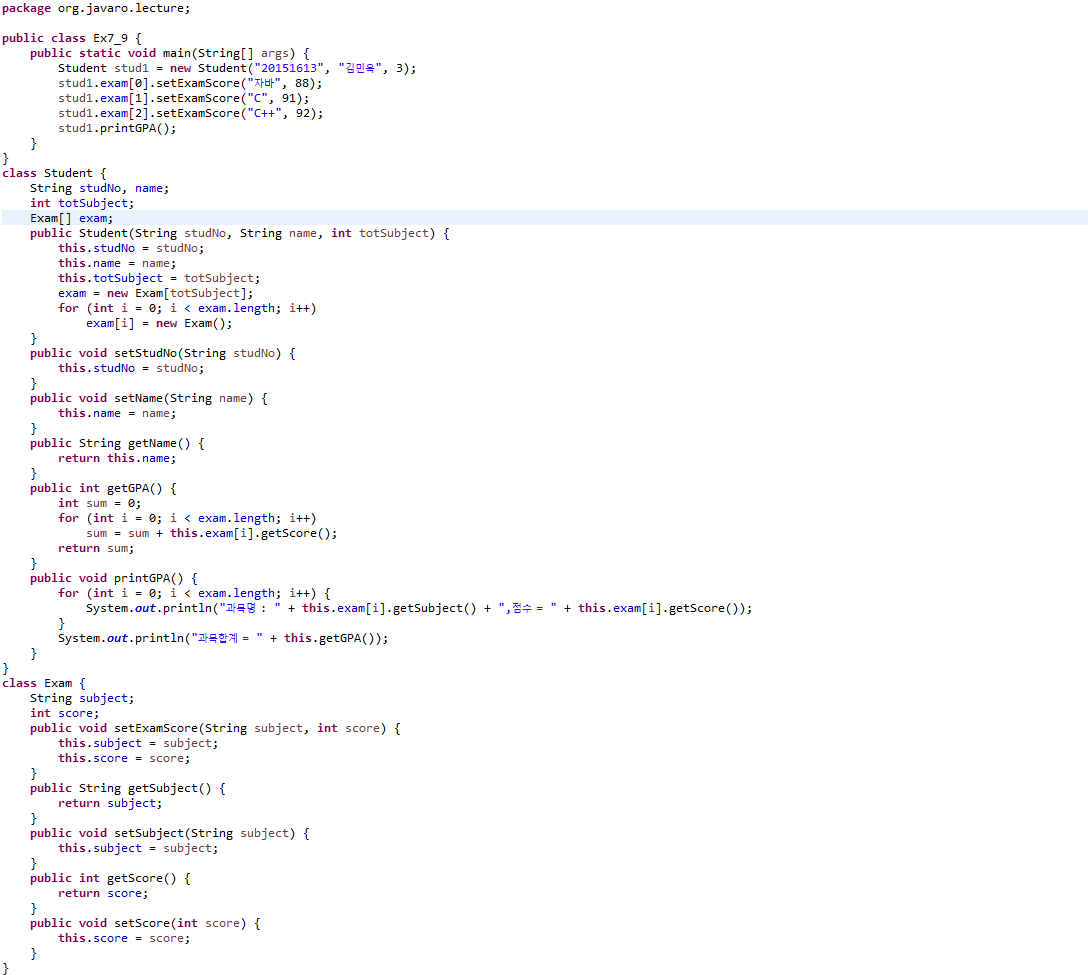 package org.javaro.lecture;

public class Ex7_9 {
    public static void main(String[] args) {
        Student stud1 = new Student("20151613", "김민욱", 3);
        stud1.exam[0].setExamScore("자바", 88);
        stud1.exam[1].setExamScore("C", 91);
        stud1.exam[2].setExamScore("C++", 92);
        stud1.printGPA();
    }
}
class Student {
    String studNo, name;
    int totSubject;
    Exam[] exam;
    public Student(String studNo, String name, int totSubject) {
        this.studNo = studNo;
        this.name = name;
        this.totSubject = totSubject;
        exam = new Exam[totSubject];
        for (int i = 0; i < exam.length; i++)
            exam[i] = new Exam();
    }
    public void setStudNo(String studNo) {
        this.studNo = studNo;
    }
    public void setName(String name) {
        this.name = name;
    }
    public String getName() {
        return this.name;
    }
    public int getGPA() {
        int sum = 0;
        for (int i = 0; i < exam.length; i++)
            sum = sum + this.exam[i].getScore();
        return sum;
    }
    public void printGPA() {
        for (int i = 0; i < exam.length; i++) {
            System.out.println("과목명 : " + this.exam[i].getSubject() + ",점수 = " + this.exam[i].getScore());
        }
        System.out.println("과목합계 = " + this.getGPA());
    }
}
class Exam {
    String subject;
    int score;
    public void setExamScore(String subject, int score) {
        this.subject = subject;
        this.score = score;
    }
    public String getSubject() {
        return subject;
    }
    public void setSubject(String subject) {
        this.subject = subject;
    }
    public int getScore() {
        return score;
    }
    public void setScore(int score) {
        this.score = score;
    }
}